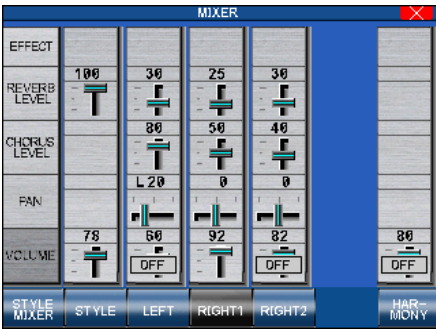 MIXER
EFFECT
REVERB LEVEL 100 30 25 30
CHORUS LEVEL 80 50 40
PAN L20 0 0
VOLUME 78 60 92 82 80
OFF OFF OFF
STYLE MIXER STYLE LEFT RIGHT1 RIGHT2 HAR-MONY